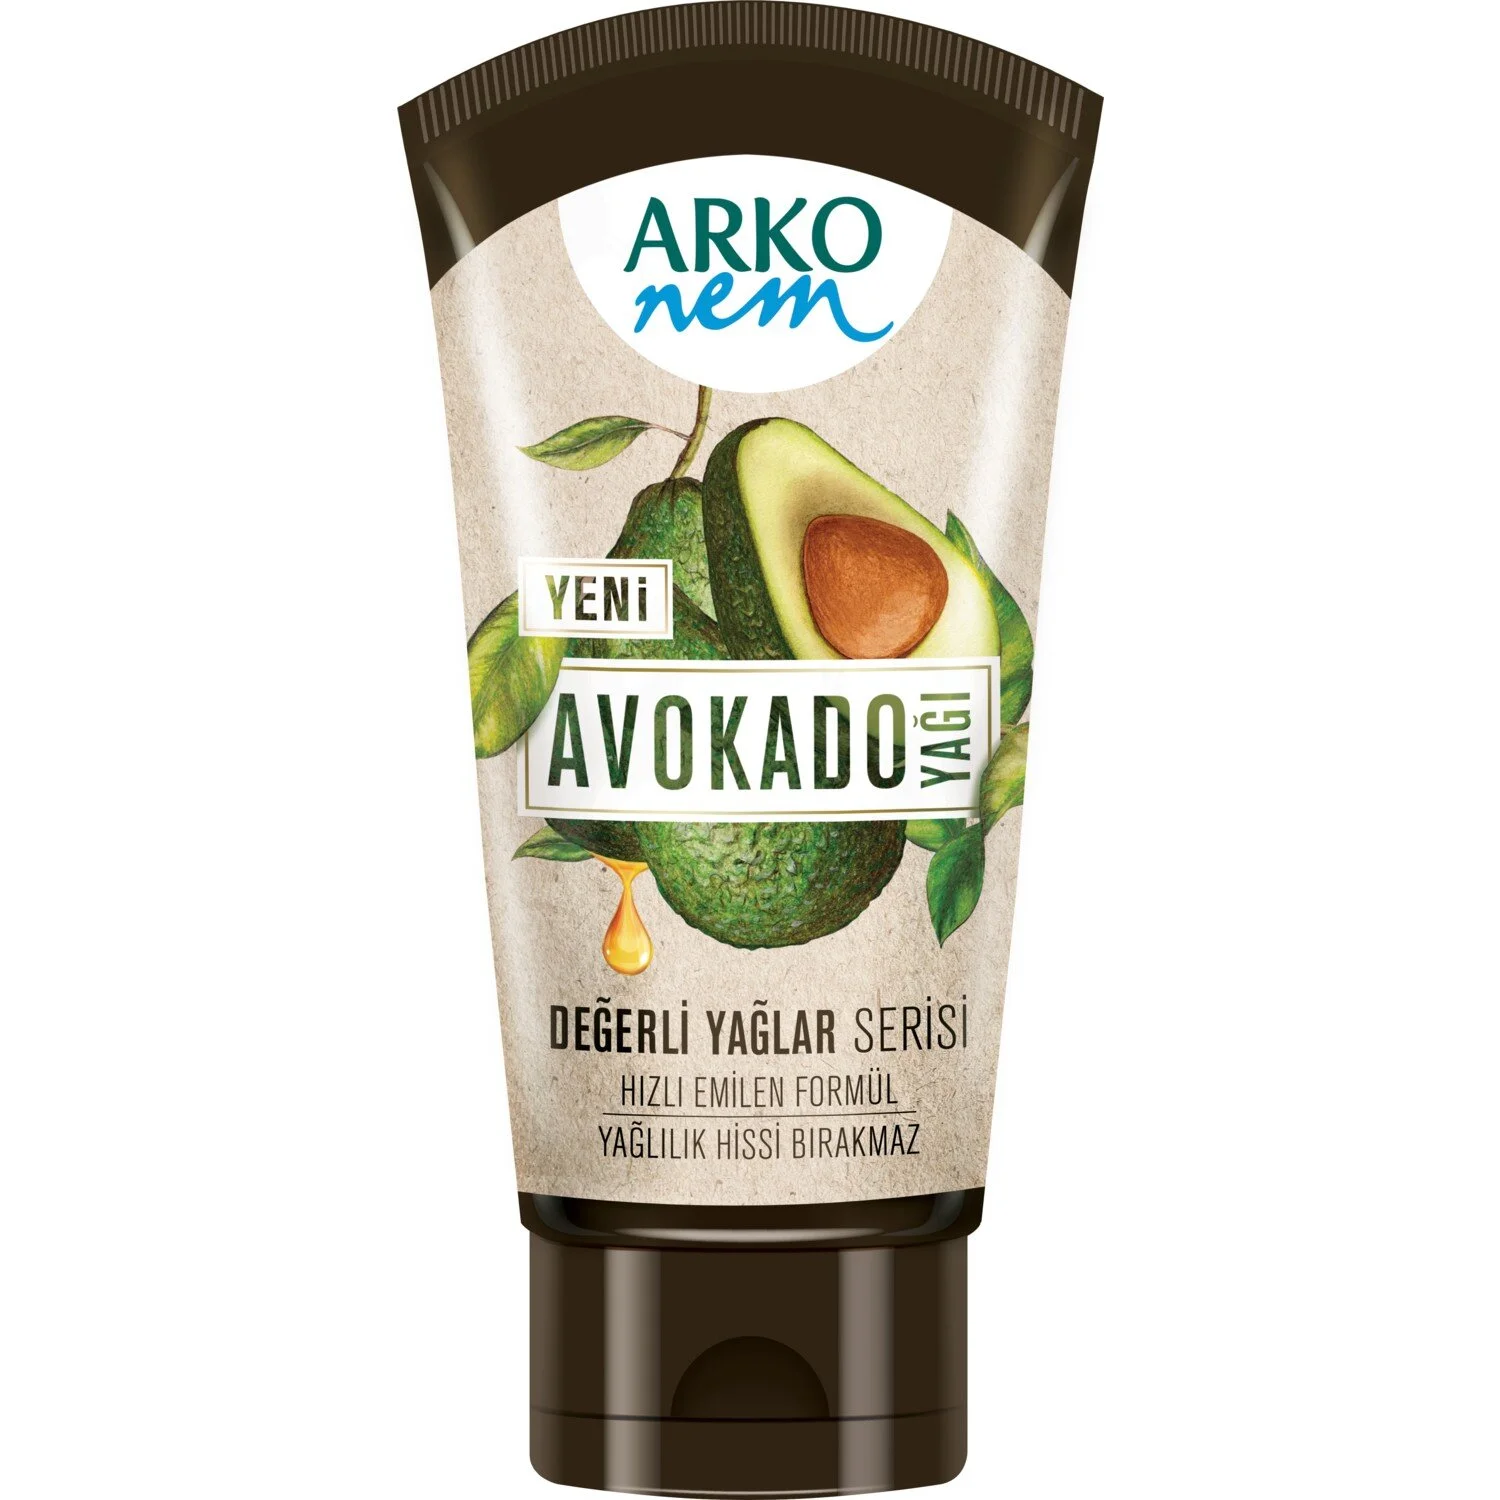 ARKO
nem
YENİ
AVOKADO YAĞI
DEĞERLİ YAĞLAR SERİSİ
HIZLI EMİLEN FORMÜL
YAĞLILIK HİSSİ BIRAKMAZ